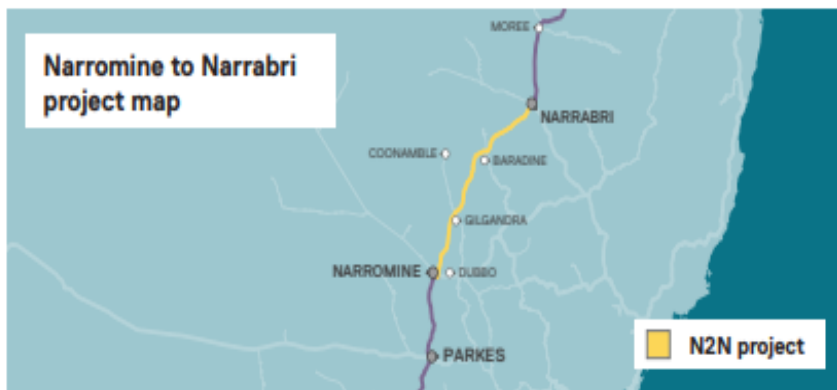 Narromine to Narrabri
project map
MOREE
NARRABRI
COONAMBLE
BARADINE
GILGANDRA
NARROMINE
DUBBO
PARKES
N2N project